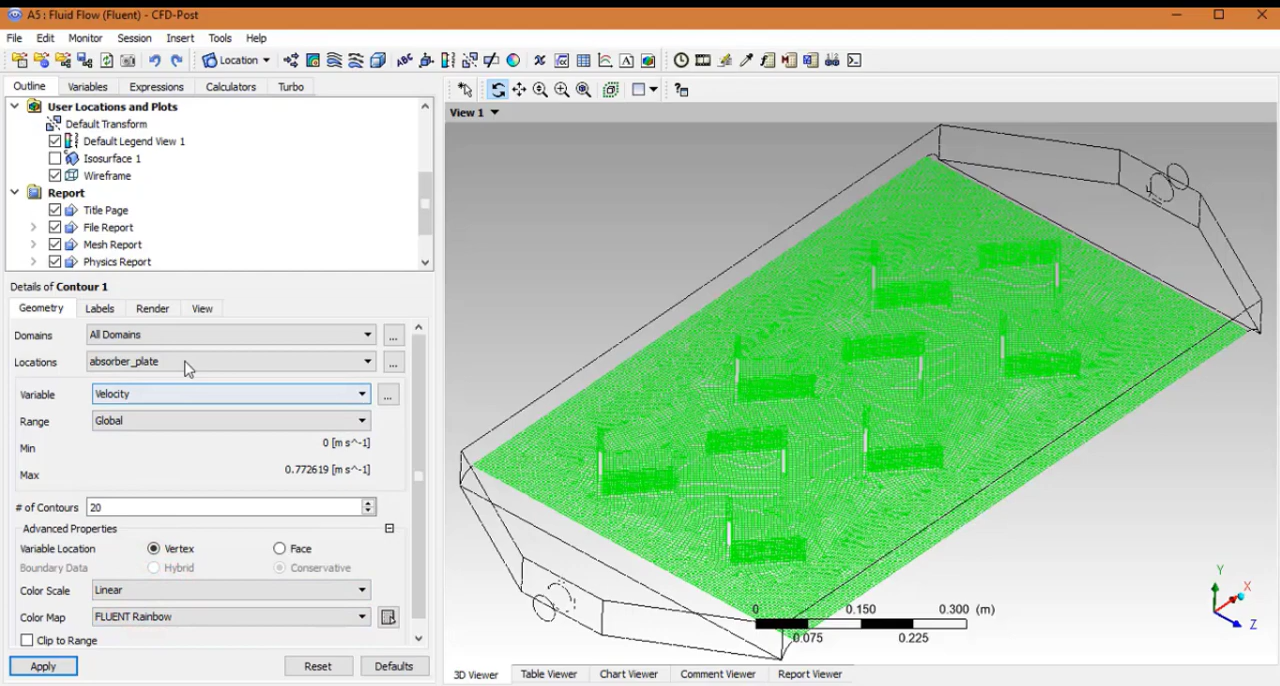 A5 : Fluid Flow (Fluent) - CFD-Post
File Edit Monitor Session Insert Tools Help
Location
Outline Variables Expressions Calculators Turbo
User Locations and Plots
Default Transform
Default Legend View 1
Isosurface 1
Wireframe
Report
Title Page
File Report
Mesh Report
Physics Report
Details of Contour 1
Geometry Labels Render View
Domains All Domains ...
Locations absorber_plate ...
Variable Velocity ...
Range Global
Min 0 [m s^-1]
Max 0.772619 [m s^-1]
# of Contours 20
Advanced Properties
Variable Location Vertex Face
Boundary Data Hybrid Conservative
Color Scale Linear
Color Map FLUENT Rainbow
Clip to Range
Apply Reset Defaults
View 1
0 0.150 0.300 (m)
0.075 0.225
Y
X
Z
3D Viewer Table Viewer Chart Viewer Comment Viewer Report Viewer